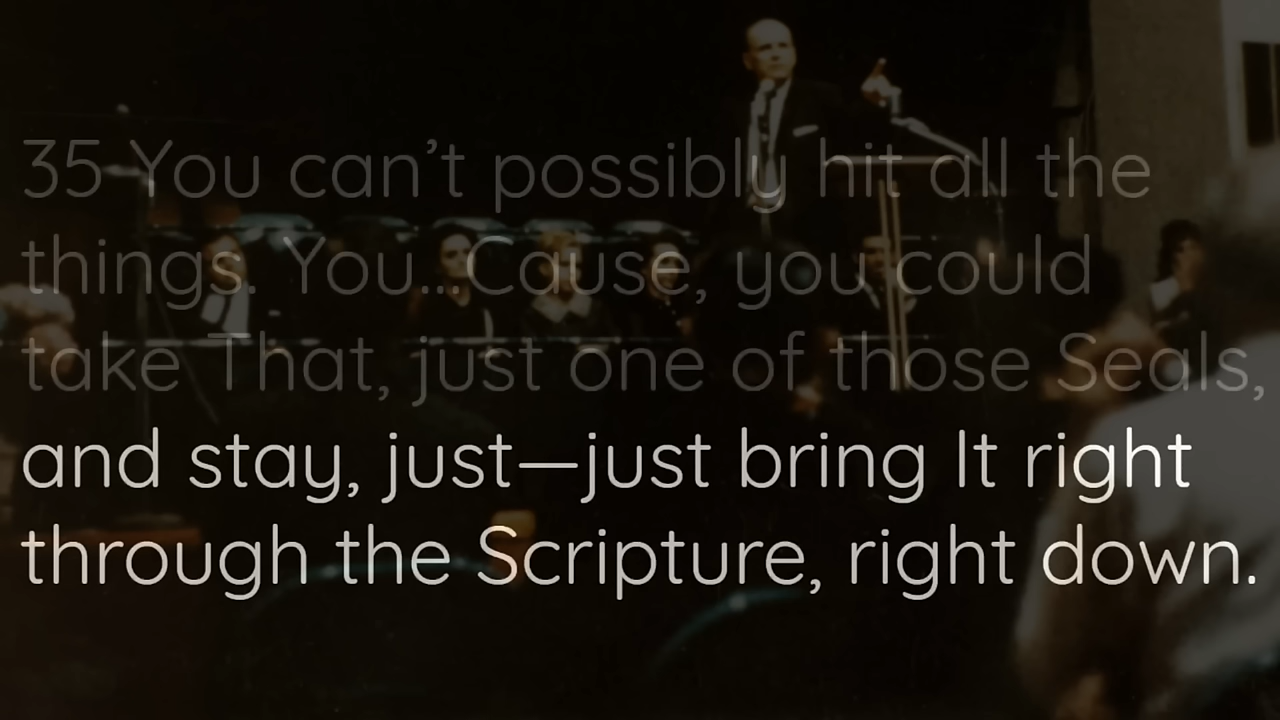 35 You can’t possibly hit all the
things. You...Cause, you could
take That, just one of those Seals,
and stay, just—just bring It right
through the Scripture, right down.